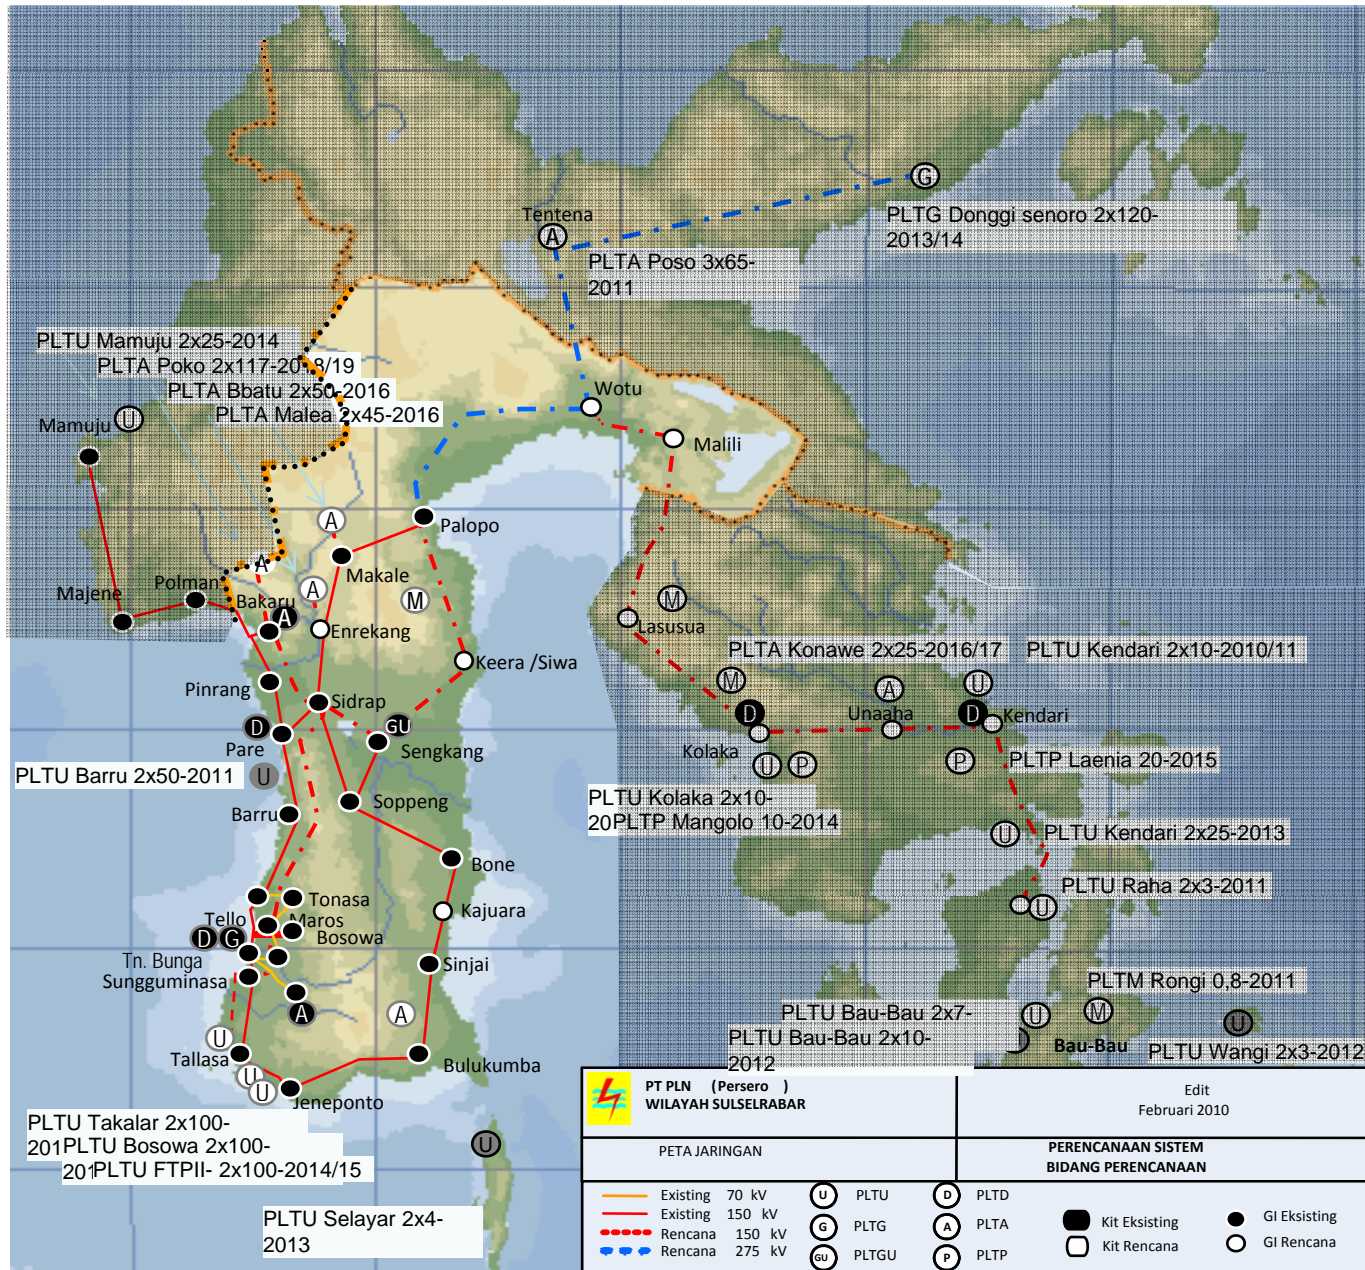 G
Tentena
A
PLTG Donggi senoro 2x120-
2013/14
PLTA Poso 3x65-
2011
PLTU Mamuju 2x25-2014
PLTA Poko 2x117-2018/19
PLTA Bbatu 2x50-2016
PLTA Malea 2x45-2016
Wotu
Mamuju
U
Malili
A
Palopo
Makale
A
Polman
A
M
M
Majene
Bakaru
A
Enrekang
Lasusua
Keera /Siwa
PLTA Konawe 2x25-2016/17
PLTU Kendari 2x10-2010/11
Pinrang
Sidrap
M
A
U
D
GU
D
Unaaha
D
Kendari
Pare
Sengkang
Kolaka
PLTU Barru 2x50-2011
U
U
P
P
PLTP Laenia 20-2015
Soppeng
PLTU Kolaka 2x10-
20PLTP Mangolo 10-2014
Barru
U
PLTU Kendari 2x25-2013
Bone
Tonasa
PLTU Raha 2x3-2011
U
Tello
Maros
Kajuara
D
G
Bosowa
Tn. Bunga
Sungguminasa
Sinjai
PLTM Rongi 0,8-2011
A
A
PLTU Bau-Bau 2x7-
U
M
U
PLTU Bau-Bau 2x10-
2012
Bau-Bau
PLTU Wangi 2x3-2012
U
Tallasa
Bulukumba
U
U
Jeneponto
PLTU Takalar 2x100-
201PLTU Bosowa 2x100-
201PLTU FTPII- 2x100-2014/15
U
PLTU Selayar 2x4-
2013
PT PLN (Persero )
WILAYAH SULSELRABAR
Edit
Februari 2010
PETA JARINGAN
PERENCANAAN SISTEM
BIDANG PERENCANAAN
Existing 70 kV
Existing 150 kV
Rencana 150 kV
Rencana 275 kV
U PLTU
G PLTG
GU PLTGU
D PLTD
A PLTA
P PLTP
Kit Eksisting
Kit Rencana
GI Eksisting
GI Rencana